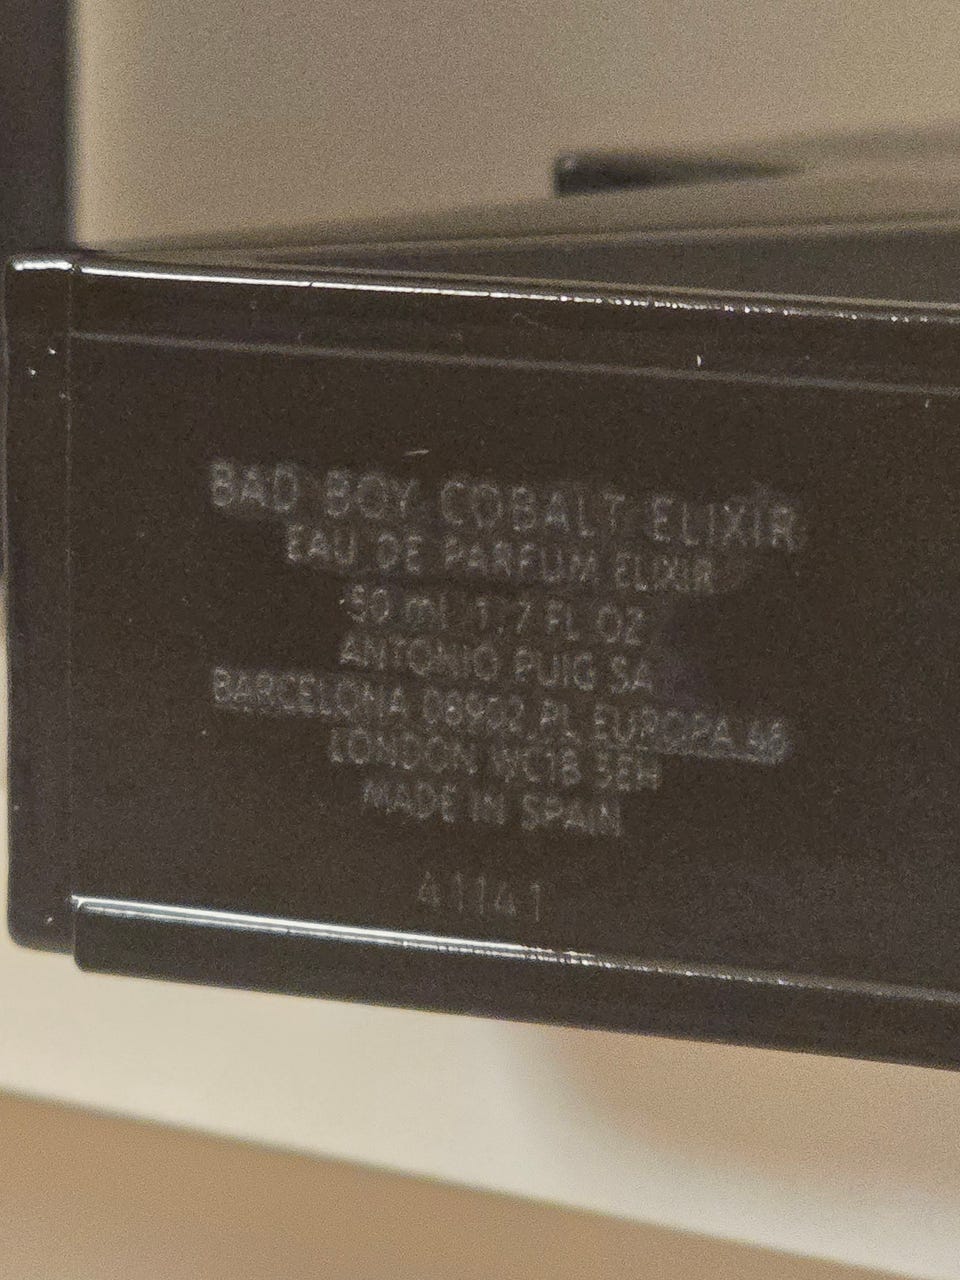 BAD BOY COBALT ELIXIR
EAU DE PARFUM ELIXIR
50 ml 1,7 FL OZ
ANTONIO PUIG SA
BARCELONA 08902 PL EUROPA 46
LONDON WC1B 5EH
MADE IN SPAIN
41141